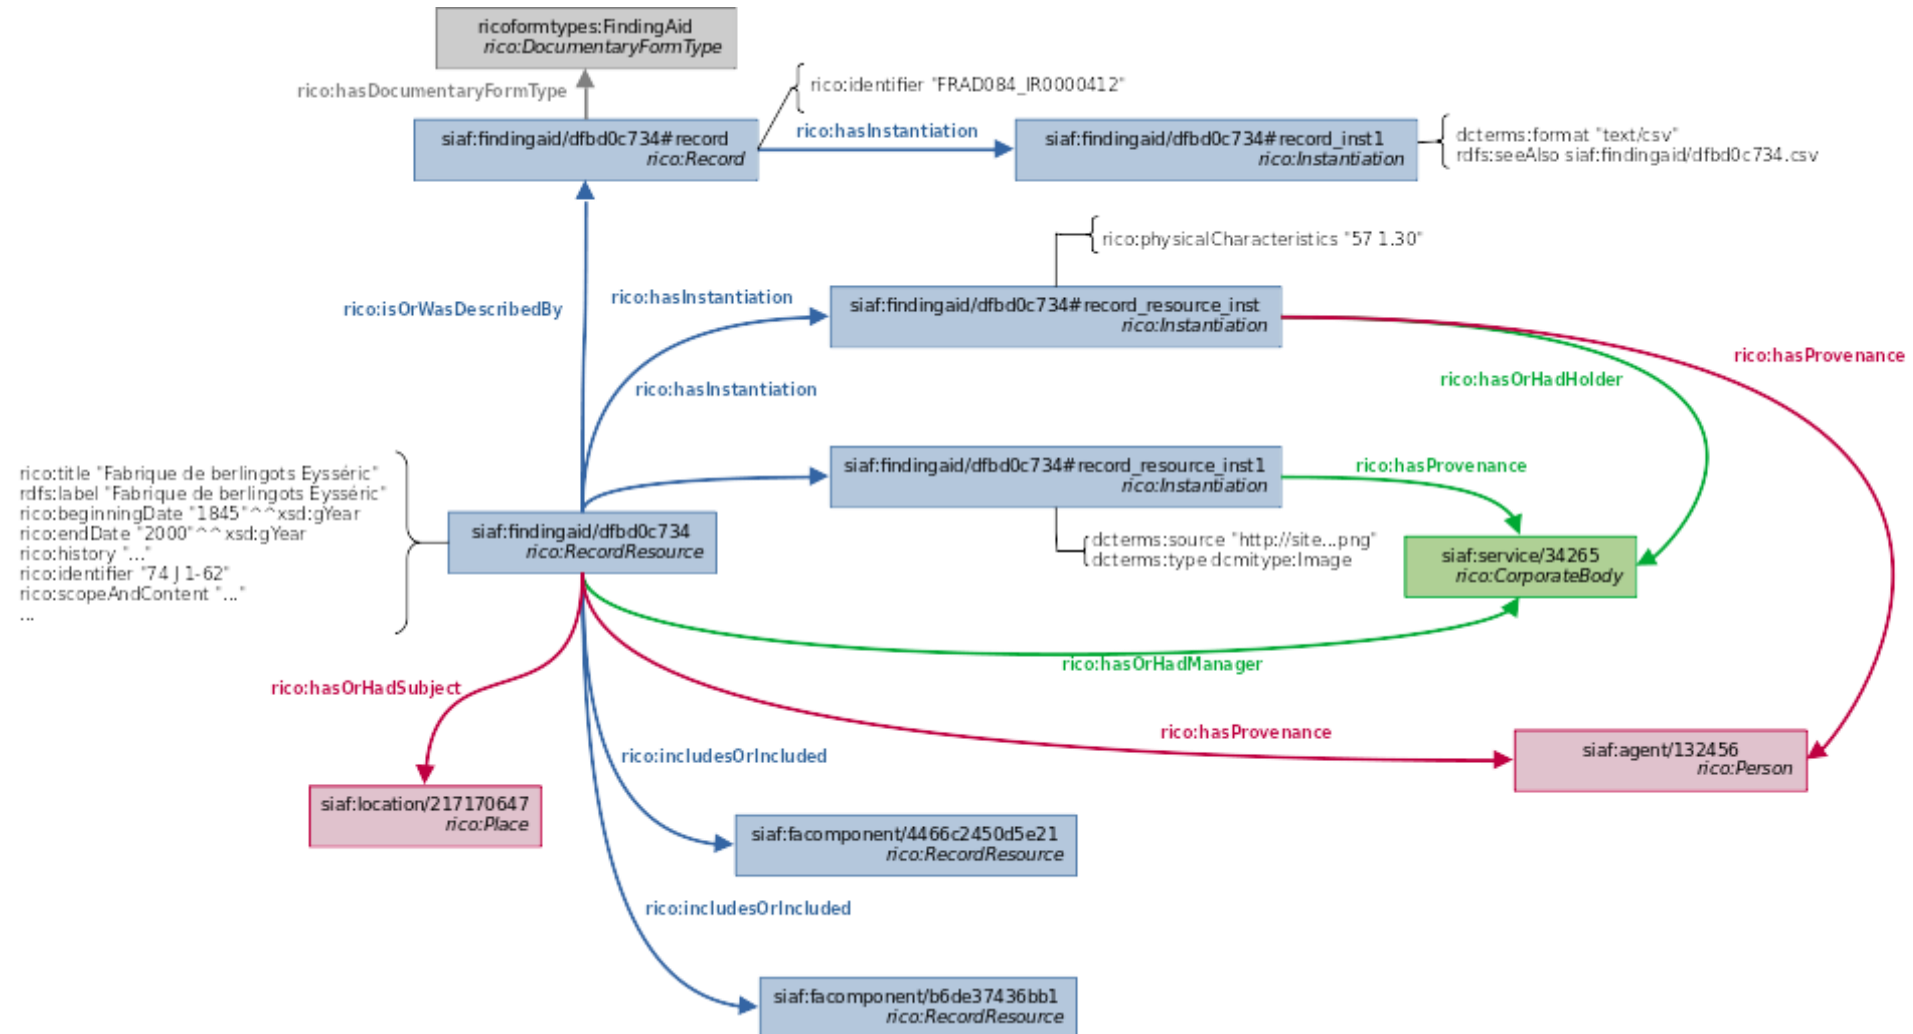 ricoformtypes:FindingAid
rico:DocumentaryFormType
rico:hasDocumentaryFormType
rico:identifier "FRAD084_IR0000412"
siaf:findingaid/dfbd0c734#record
rico:Record
rico:hasInstantiation
siaf:findingaid/dfbd0c734#record_inst1
rico:Instantiation
dcterms:format "text/csv"
rdfs:seeAlso siaf:findingaid/dfbd0c734.csv
rico:physicalCharacteristics "57 1.30"
rico:isOrWasDescribedBy
rico:hasInstantiation
siaf:findingaid/dfbd0c734#record_resource_inst
rico:Instantiation
rico:hasProvenance
rico:hasOrHadHolder
rico:hasInstantiation
siaf:findingaid/dfbd0c734#record_resource_inst1
rico:Instantiation
rico:hasProvenance
rico:title "Fabrique de berlingots Eysséric"
rdfs:label "Fabrique de berlingots Eysséric"
rico:beginningDate "1845"^^xsd:gYear
rico:endDate "2000"^^xsd:gYear
rico:history "..."
rico:identifier "74 J 1-62"
rico:scopeAndContent "..."
...
siaf:findingaid/dfbd0c734
rico:RecordResource
dcterms:source "http://site...png"
dcterms:type dcmitype:Image
siaf:service/34265
rico:CorporateBody
rico:hasOrHadManager
rico:hasOrHadSubject
rico:hasProvenance
siaf:agent/132456
rico:Person
rico:includesOrIncluded
siaf:location/217170647
rico:Place
siaf:facomponent/4466c2450d5e21
rico:RecordResource
rico:includesOrIncluded
siaf:facomponent/b6de37436bb1
rico:RecordResource